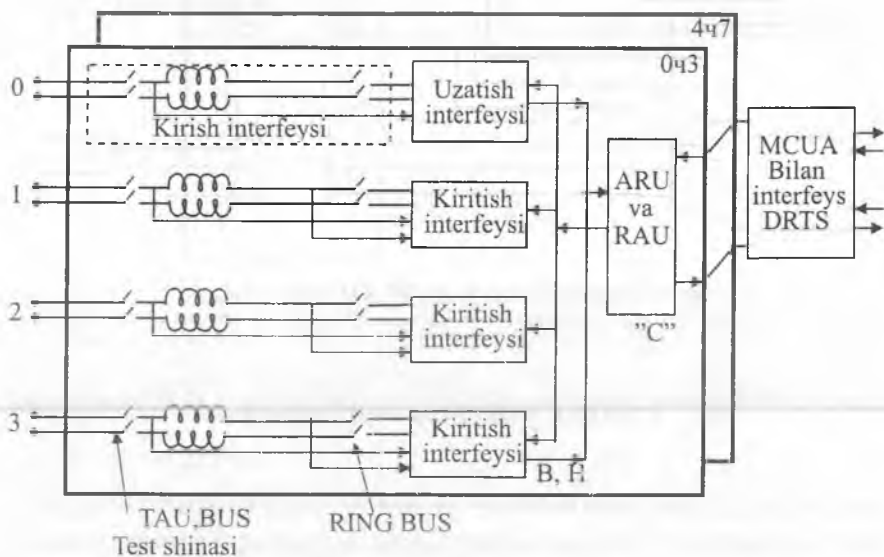 4ч7
0ч3
0
Uzatish
interfeysi
Kirish interfeysi
MCUA
Bilan
interfeys
DRTS
1
Kiritish
interfeysi
ARU
va
RAU
2
Kiritish
interfeysi
"C"
3
Kiritish
interfeysi
B, H
TAU,BUS
Test shinasi
RING BUS